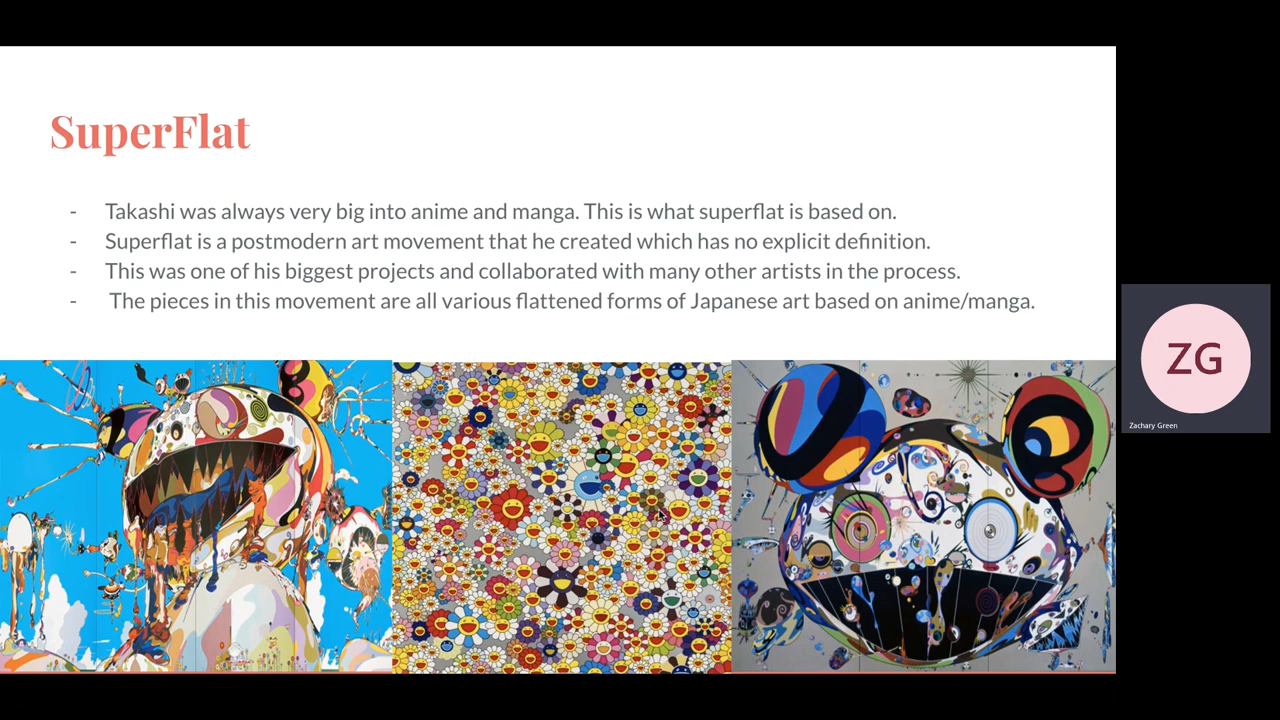 SuperFlat
- Takashi was always very big into anime and manga. This is what superflat is based on.
- Superflat is a postmodern art movement that he created which has no explicit definition.
- This was one of his biggest projects and collaborated with many other artists in the process.
- The pieces in this movement are all various flattened forms of Japanese art based on anime/manga.
ZG
Zachary Green